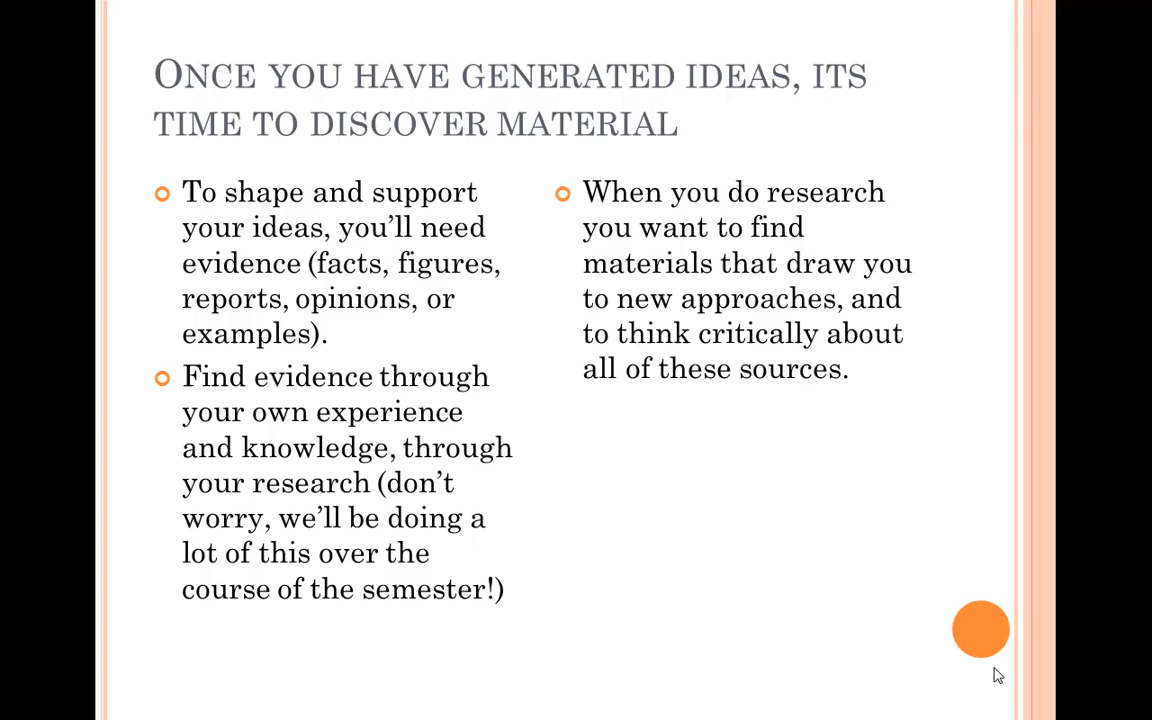 ONCE YOU HAVE GENERATED IDEAS, ITS
TIME TO DISCOVER MATERIAL
To shape and support
your ideas, you’ll need
evidence (facts, figures,
reports, opinions, or
examples).
Find evidence through
your own experience
and knowledge, through
your research (don’t
worry, we’ll be doing a
lot of this over the
course of the semester!)
When you do research
you want to find
materials that draw you
to new approaches, and
to think critically about
all of these sources.